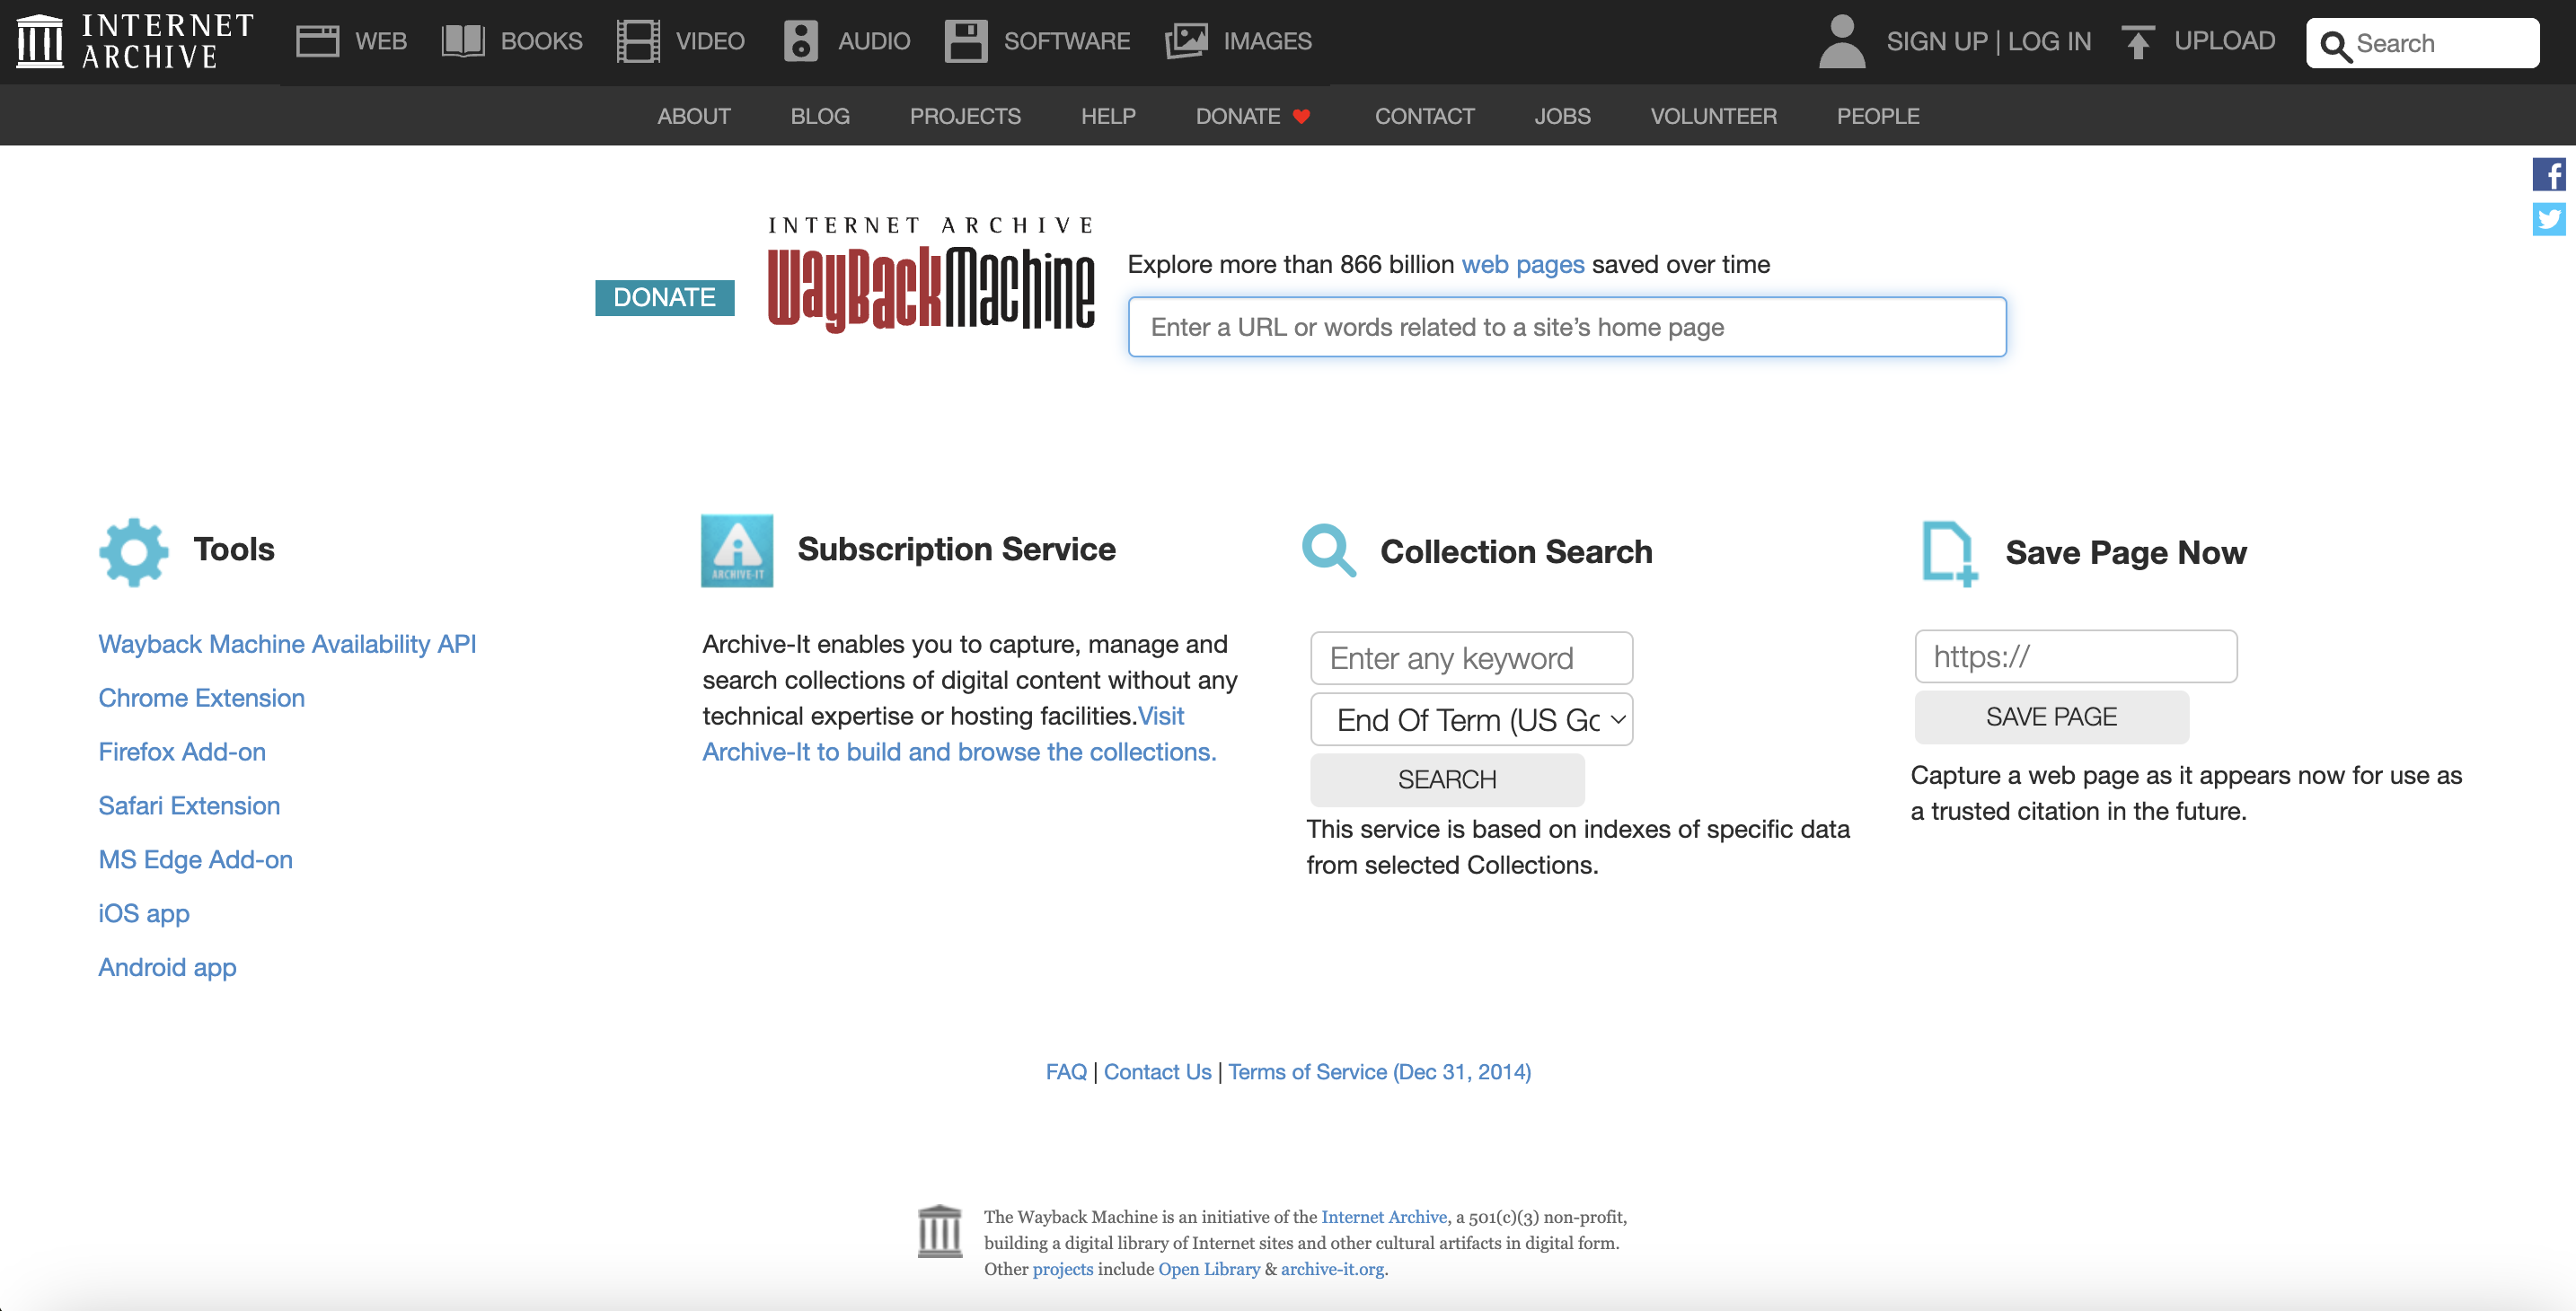 INTERNET ARCHIVE
WEB
BOOKS
VIDEO
AUDIO
SOFTWARE
IMAGES
SIGN UP | LOG IN
UPLOAD
Search
ABOUT
BLOG
PROJECTS
HELP
DONATE
CONTACT
JOBS
VOLUNTEER
PEOPLE
DONATE
INTERNET ARCHIVE
WayBackMachine
Explore more than 866 billion web pages saved over time
Enter a URL or words related to a site’s home page
Tools
Wayback Machine Availability API
Chrome Extension
Firefox Add-on
Safari Extension
MS Edge Add-on
iOS app
Android app
ARCHIVE-IT
Subscription Service
Archive-It enables you to capture, manage and
search collections of digital content without any
technical expertise or hosting facilities.Visit
Archive-It to build and browse the collections.
Collection Search
Enter any keyword
End Of Term (US Gc
SEARCH
This service is based on indexes of specific data
from selected Collections.
Save Page Now
https://
SAVE PAGE
Capture a web page as it appears now for use as
a trusted citation in the future.
FAQ | Contact Us | Terms of Service (Dec 31, 2014)
The Wayback Machine is an initiative of the Internet Archive, a 501(c)(3) non-profit,
building a digital library of Internet sites and other cultural artifacts in digital form.
Other projects include Open Library & archive-it.org.